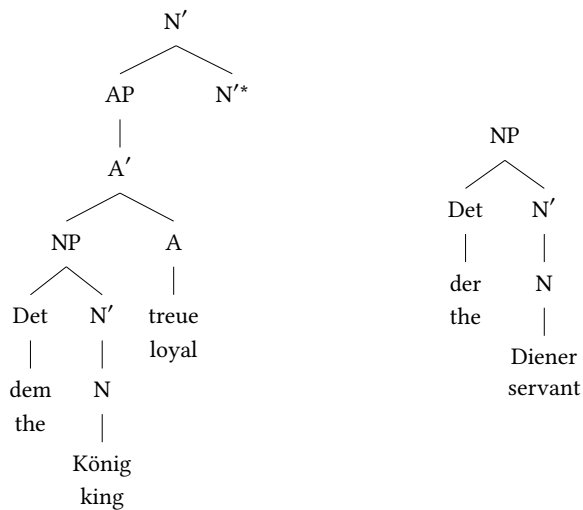 N′
AP N′*
A′
NP A
Det N′ treue
loyal
dem N
the
König
king
NP
Det N′
der N
the
Diener
servant